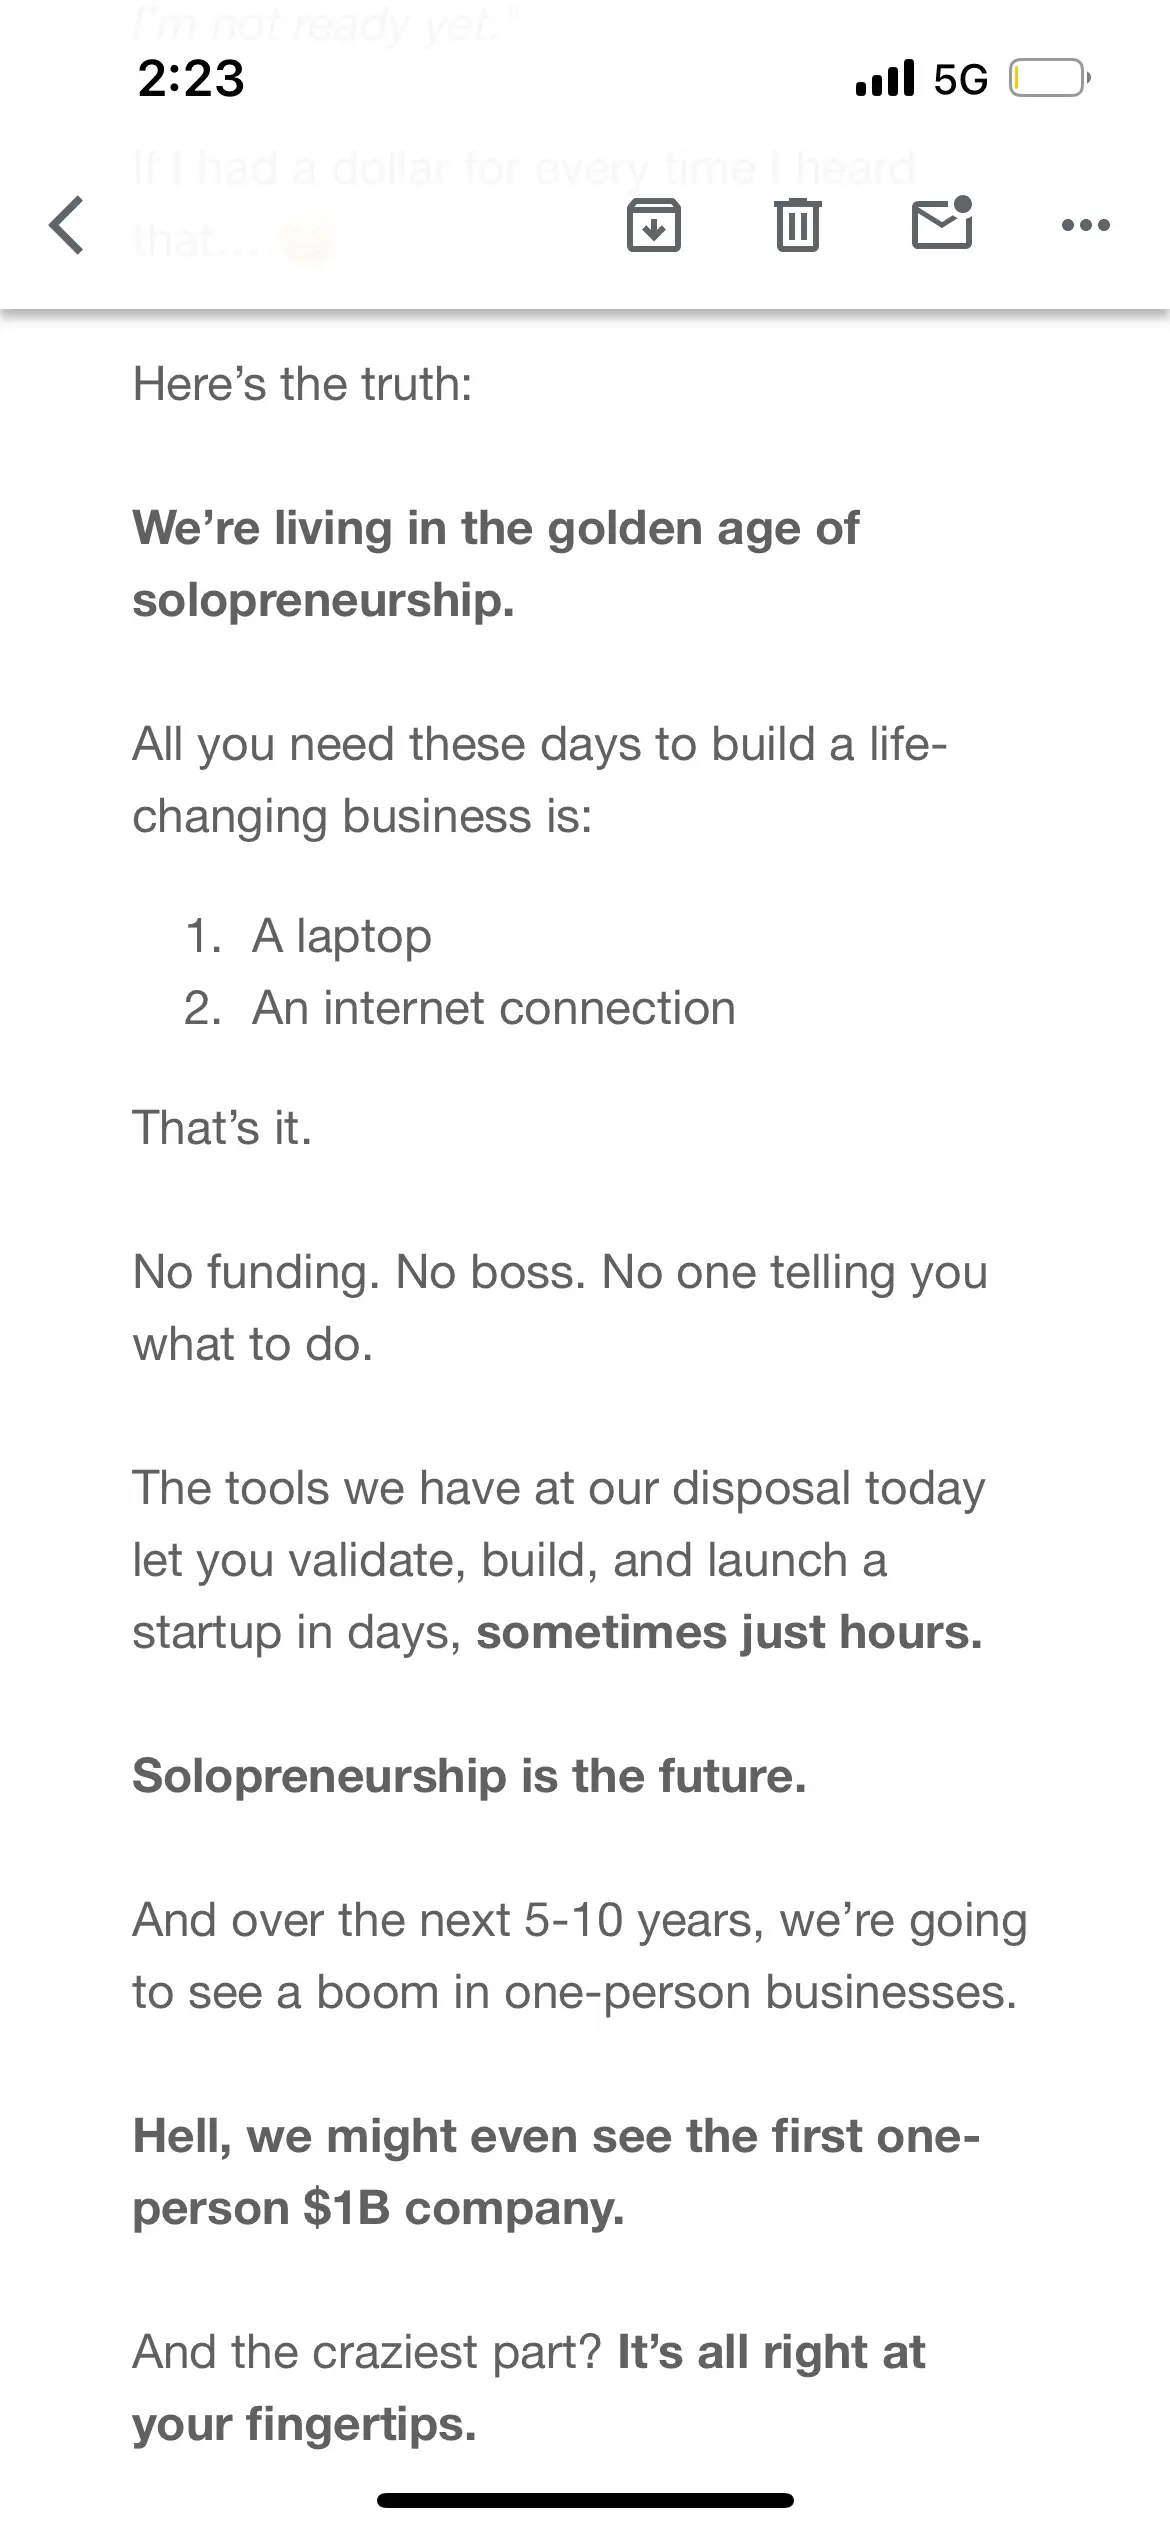 I'm not ready yet."
2:23
5G
If I had a dollar for every time I heard
that...
Here’s the truth:
We’re living in the golden age of
solopreneurship.
All you need these days to build a life-
changing business is:
1. A laptop
2. An internet connection
That’s it.
No funding. No boss. No one telling you
what to do.
The tools we have at our disposal today
let you validate, build, and launch a
startup in days, sometimes just hours.
Solopreneurship is the future.
And over the next 5-10 years, we’re going
to see a boom in one-person businesses.
Hell, we might even see the first one-
person $1B company.
And the craziest part? It’s all right at
your fingertips.